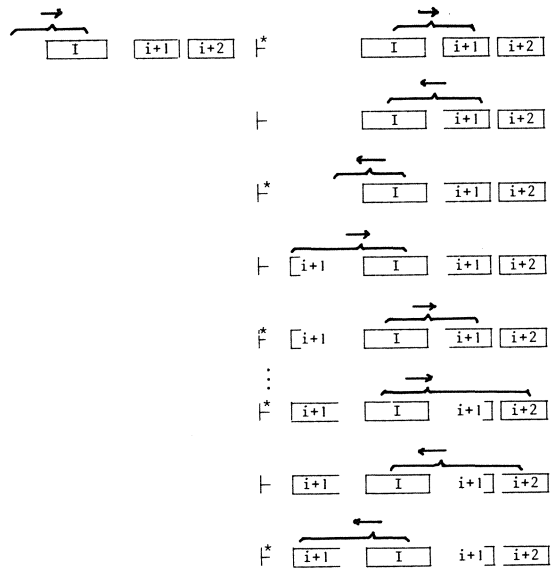 I i+1 i+2 ⊢* I i+1 i+2
⊢ I i+1 i+2
⊢* I i+1 i+2
⊢ i+1 I i+1 i+2
⊢* i+1 I i+1 i+2
⋮
⊢* i+1 I i+1 i+2
⊢ i+1 I i+1 i+2
⊢* i+1 I i+1 i+2